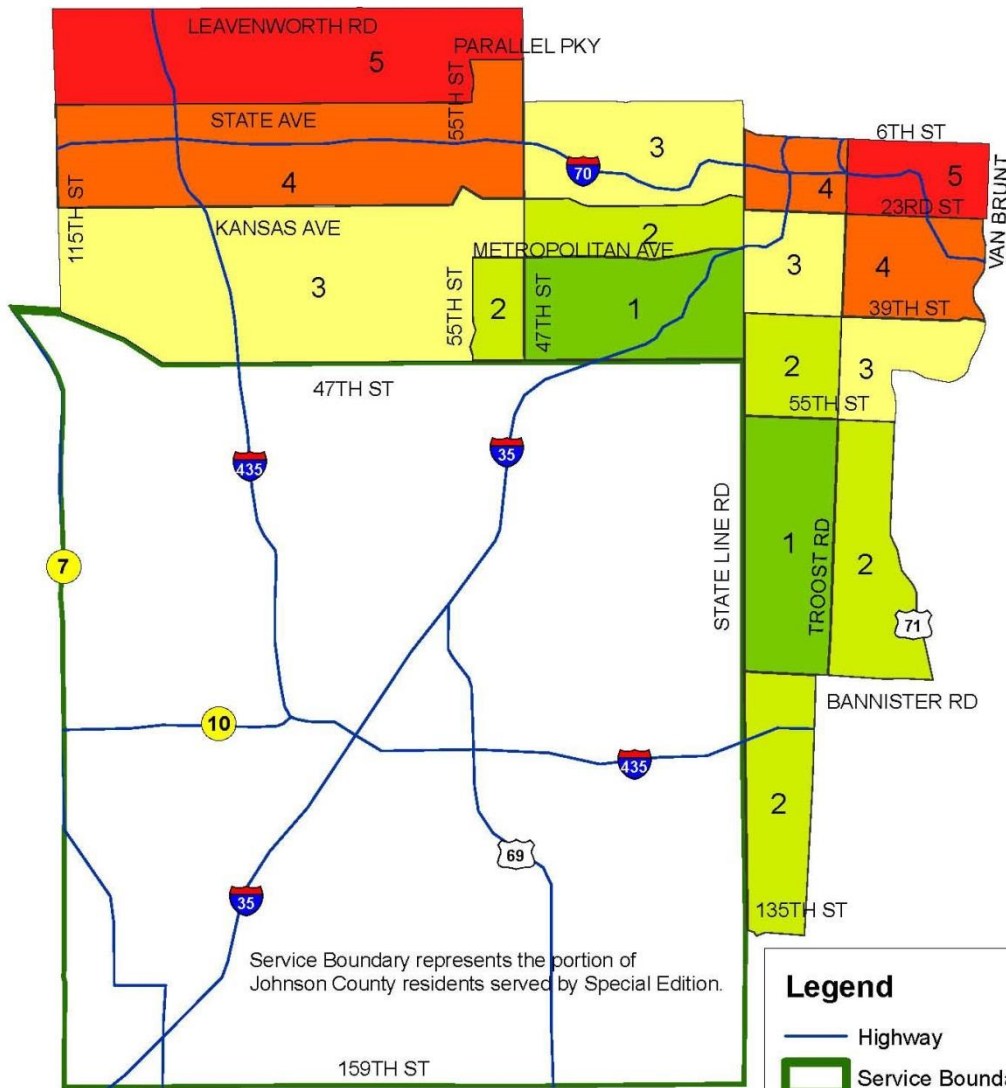 LEAVENWORTH RD
PARALLEL PKY
5
55TH ST
STATE AVE
3
6TH ST
70
4
4
5
115TH ST
23RD ST
VAN BRUNT
KANSAS AVE
2
METROPOLITAN AVE
3
4
3
55TH ST
2
47TH ST
1
39TH ST
2
3
47TH ST
55TH ST
435
35
STATE LINE RD
1
TROOST RD
2
7
71
BANNISTER RD
10
435
2
69
35
135TH ST
Service Boundary represents the portion of
Johnson County residents served by Special Edition.
Legend
Highway
159TH ST
Service Bounda